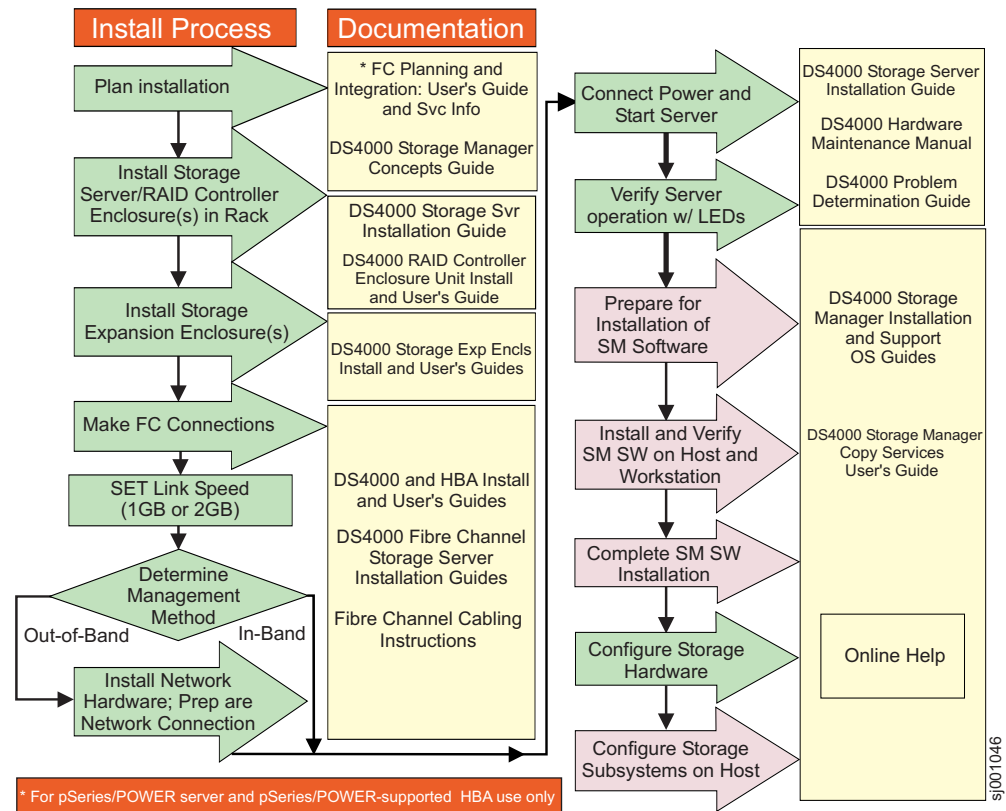 Install Process
Documentation
Plan installation
* FC Planning and
Integration: User's Guide
and Svc Info
DS4000 Storage Manager
Concepts Guide
Install Storage
Server/RAID Controller
Enclosure(s) in Rack
DS4000 Storage Svr
Installation Guide
DS4000 RAID Controller
Enclosure Unit Install
and User's Guide
Install Storage
Expansion Enclosure(s)
DS4000 Storage Exp Encls
Install and User's Guides
Make FC Connections
SET Link Speed
(1GB or 2GB)
DS4000 and HBA Install
and User's Guides
DS4000 Fibre Channel
Storage Server
Installation Guides
Fibre Channel Cabling
Instructions
Determine
Management
Method
Out-of-Band
In-Band
Install Network
Hardware; Prep are
Network Connection
* For pSeries/POWER server and pSeries/POWER-supported HBA use only
Connect Power and
Start Server
DS4000 Storage Server
Installation Guide
DS4000 Hardware
Maintenance Manual
DS4000 Problem
Determination Guide
Verify Server
operation w/ LEDs
Prepare for
Installation of
SM Software
DS4000 Storage
Manager Installation
and Support
OS Guides
Install and Verify
SM SW on Host and
Workstation
DS4000 Storage Manager
Copy Services
User's Guide
Complete SM SW
Installation
Configure Storage
Hardware
Online Help
Configure Storage
Subsystems on Host
sj001046